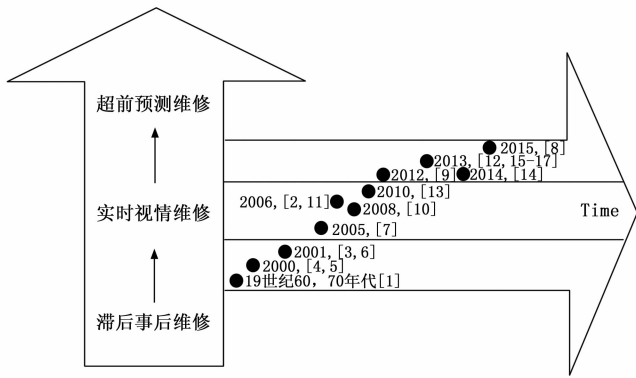 超前预测维修
实时视情维修
滞后事后维修
2015, [8]
2013, [12, 15-17]
2012, [9]
2014, [14]
2010, [13]
2006, [2, 11]
2008, [10]
2005, [7]
Time
2001, [3, 6]
2000, [4, 5]
19世纪60, 70年代[1]